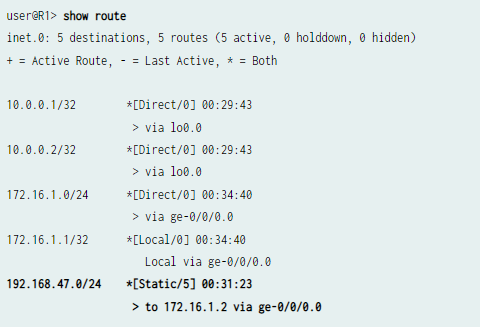 user@R1> show route
inet.0: 5 destinations, 5 routes (5 active, 0 holddown, 0 hidden)
+ = Active Route, - = Last Active, * = Both
10.0.0.1/32 *[Direct/0] 00:29:43
> via lo0.0
10.0.0.2/32 *[Direct/0] 00:29:43
> via lo0.0
172.16.1.0/24 *[Direct/0] 00:34:40
> via ge-0/0/0.0
172.16.1.1/32 *[Local/0] 00:34:40
Local via ge-0/0/0.0
192.168.47.0/24 *[Static/5] 00:31:23
> to 172.16.1.2 via ge-0/0/0.0